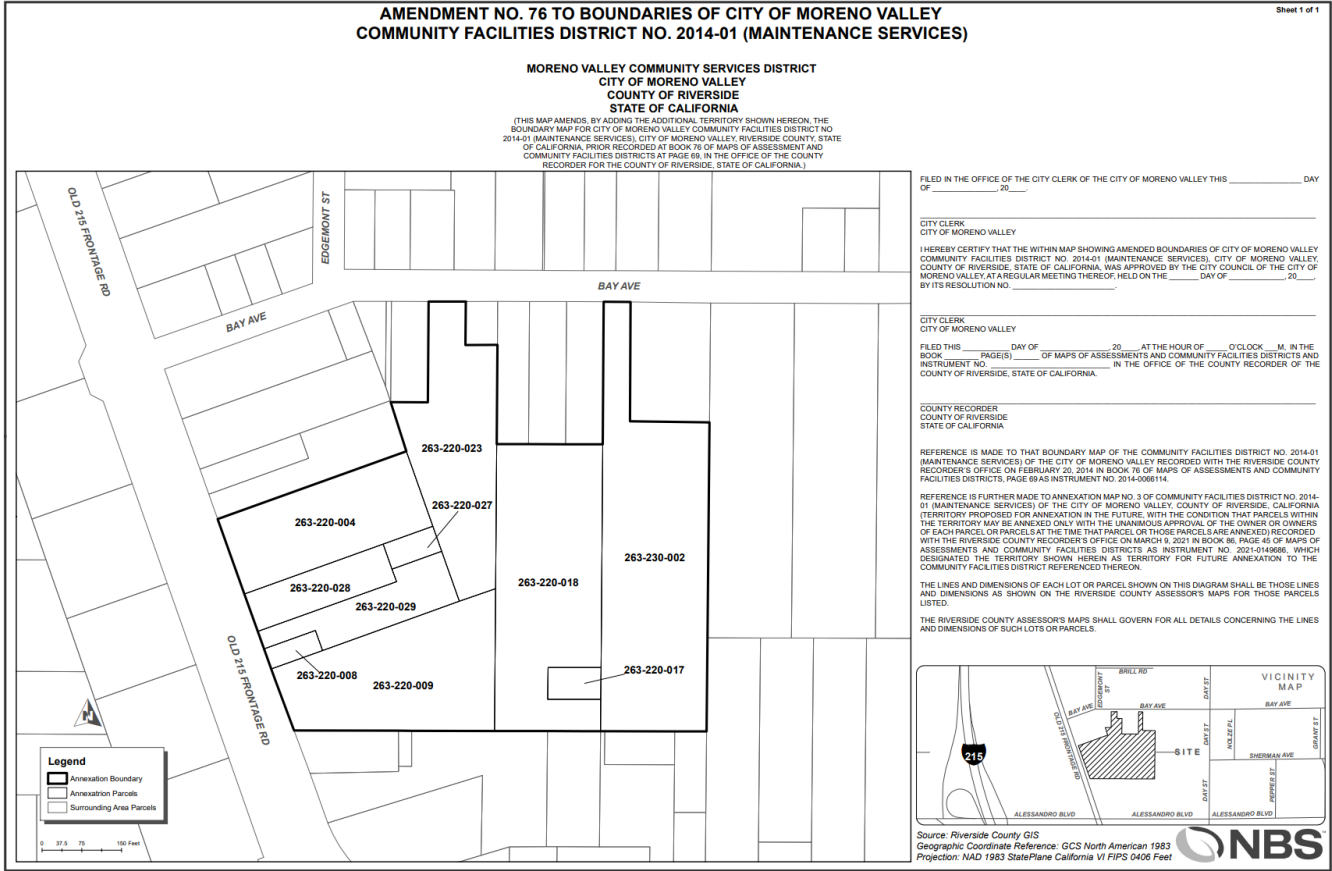 AMENDMENT NO. 76 TO BOUNDARIES OF CITY OF MORENO VALLEY
COMMUNITY FACILITIES DISTRICT NO. 2014-01 (MAINTENANCE SERVICES)
Sheet 1 of 1
MORENO VALLEY COMMUNITY SERVICES DISTRICT
CITY OF MORENO VALLEY
COUNTY OF RIVERSIDE
STATE OF CALIFORNIA
(THIS MAP AMENDS, BY ADDING THE ADDITIONAL TERRITORY SHOWN HEREON, THE
BOUNDARY MAP FOR CITY OF MORENO VALLEY COMMUNITY FACILITIES DISTRICT NO
2014-01 (MAINTENANCE SERVICES), CITY OF MORENO VALLEY, RIVERSIDE COUNTY, STATE
OF CALIFORNIA, PRIOR RECORDED AT BOOK 76 OF MAPS OF ASSESSMENT AND
COMMUNITY FACILITIES DISTRICTS AT PAGE 69, IN THE OFFICE OF THE COUNTY
RECORDER FOR THE COUNTY OF RIVERSIDE, STATE OF CALIFORNIA.)
OLD 215 FRONTAGE RD
EDGEMONT ST
BAY AVE
BAY AVE
263-220-023
263-220-027
263-220-004
263-230-002
263-220-018
263-220-028
263-220-029
263-220-017
263-220-008
263-220-009
OLD 215 FRONTAGE RD
N
Legend
Annexation Boundary
Annexatrion Parcels
Surrounding Area Parcels
0 37.5 75 150 Feet
FILED IN THE OFFICE OF THE CITY CLERK OF THE CITY OF MORENO VALLEY THIS _________________ DAY
OF _______________, 20____.
CITY CLERK
CITY OF MORENO VALLEY
I HEREBY CERTIFY THAT THE WITHIN MAP SHOWING AMENDED BOUNDARIES OF CITY OF MORENO VALLEY
COMMUNITY FACILITIES DISTRICT NO. 2014-01 (MAINTENANCE SERVICES), CITY OF MORENO VALLEY,
COUNTY OF RIVERSIDE, STATE OF CALIFORNIA, WAS APPROVED BY THE CITY COUNCIL OF THE CITY OF
MORENO VALLEY, AT A REGULAR MEETING THEREOF, HELD ON THE _______ DAY OF _____________, 20____,
BY ITS RESOLUTION NO. ________________________.
CITY CLERK
CITY OF MORENO VALLEY
FILED THIS ___________ DAY OF ________________, 20____, AT THE HOUR OF _____ O'CLOCK ___M, IN THE
BOOK ________ PAGE(S) ______ OF MAPS OF ASSESSMENTS AND COMMUNITY FACILITIES DISTRICTS AND
INSTRUMENT NO. ____________________________ IN THE OFFICE OF THE COUNTY RECORDER OF THE
COUNTY OF RIVERSIDE, STATE OF CALIFORNIA.
COUNTY RECORDER
COUNTY OF RIVERSIDE
STATE OF CALIFORNIA
REFERENCE IS MADE TO THAT BOUNDARY MAP OF THE COMMUNITY FACILITIES DISTRICT NO. 2014-01
(MAINTENANCE SERVICES) OF THE CITY OF MORENO VALLEY RECORDED WITH THE RIVERSIDE COUNTY
RECORDER'S OFFICE ON FEBRUARY 20, 2014 IN BOOK 76 OF MAPS OF ASSESSMENTS AND COMMUNITY
FACILITIES DISTRICTS, PAGE 69 AS INSTRUMENT NO. 2014-0066114.
REFERENCE IS FURTHER MADE TO ANNEXATION MAP NO. 3 OF COMMUNITY FACILITIES DISTRICT NO. 2014-
01 (MAINTENANCE SERVICES) OF THE CITY OF MORENO VALLEY, COUNTY OF RIVERSIDE, CALIFORNIA
(TERRITORY PROPOSED FOR ANNEXATION IN THE FUTURE, WITH THE CONDITION THAT PARCELS WITHIN
THE TERRITORY MAY BE ANNEXED ONLY WITH THE UNANIMOUS APPROVAL OF THE OWNER OR OWNERS
OF EACH PARCEL OR PARCELS AT THE TIME THAT PARCEL OR THOSE PARCELS ARE ANNEXED) RECORDED
WITH THE RIVERSIDE COUNTY RECORDER'S OFFICE ON MARCH 9, 2021 IN BOOK 86, PAGE 45 OF MAPS OF
ASSESSMENTS AND COMMUNITY FACILITIES DISTRICTS AS INSTRUMENT NO. 2021-0149686, WHICH
DESIGNATED THE TERRITORY SHOWN HEREIN AS TERRITORY FOR FUTURE ANNEXATION TO THE
COMMUNITY FACILITIES DISTRICT REFERENCED THEREON.
THE LINES AND DIMENSIONS OF EACH LOT OR PARCEL SHOWN ON THIS DIAGRAM SHALL BE THOSE LINES
AND DIMENSIONS AS SHOWN ON THE RIVERSIDE COUNTY ASSESSOR'S MAPS FOR THOSE PARCELS
LISTED.
THE RIVERSIDE COUNTY ASSESSOR'S MAPS SHALL GOVERN FOR ALL DETAILS CONCERNING THE LINES
AND DIMENSIONS OF SUCH LOTS OR PARCELS.
VICINITY
MAP
BRILL RD
EDGEMONT
ST
DAY ST
BAY AVE
BAY AVE
BAY AVE
OLD 215 FRONTAGE RD
DAY ST
NOLZE PL
GRANT ST
SITE
215
SHERMAN AVE
DAY ST
PEPPER ST
ALESSANDRO BLVD
ALESSANDRO BLVD
ALESSANDRO BLVD
Source: Riverside County GIS
Geographic Coordinate Reference: GCS North American 1983
Projection: NAD 1983 StatePlane California VI FIPS 0406 Feet
NBS